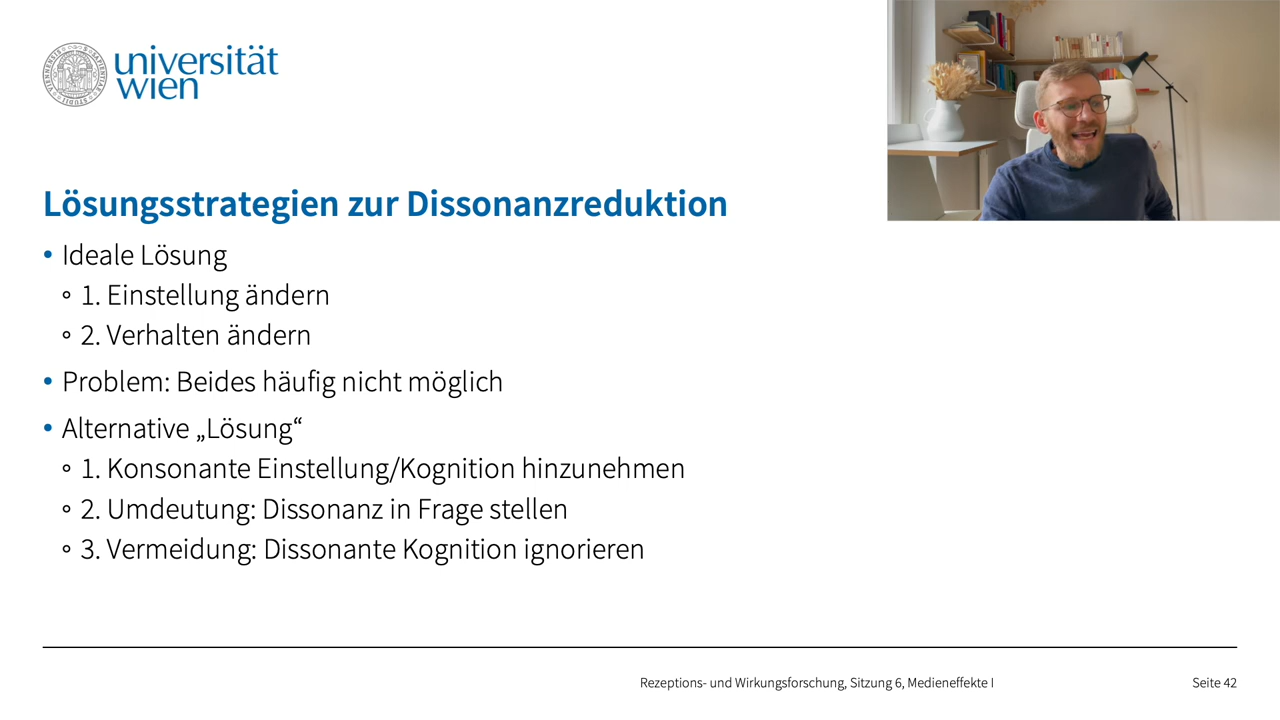 universität
wien
Lösungsstrategien zur Dissonanzreduktion
• Ideale Lösung
∘ 1. Einstellung ändern
∘ 2. Verhalten ändern
• Problem: Beides häufig nicht möglich
• Alternative „Lösung“
∘ 1. Konsonante Einstellung/Kognition hinzunehmen
∘ 2. Umdeutung: Dissonanz in Frage stellen
∘ 3. Vermeidung: Dissonante Kognition ignorieren
Rezeptions- und Wirkungsforschung, Sitzung 6, Medieneffekte I
Seite 42